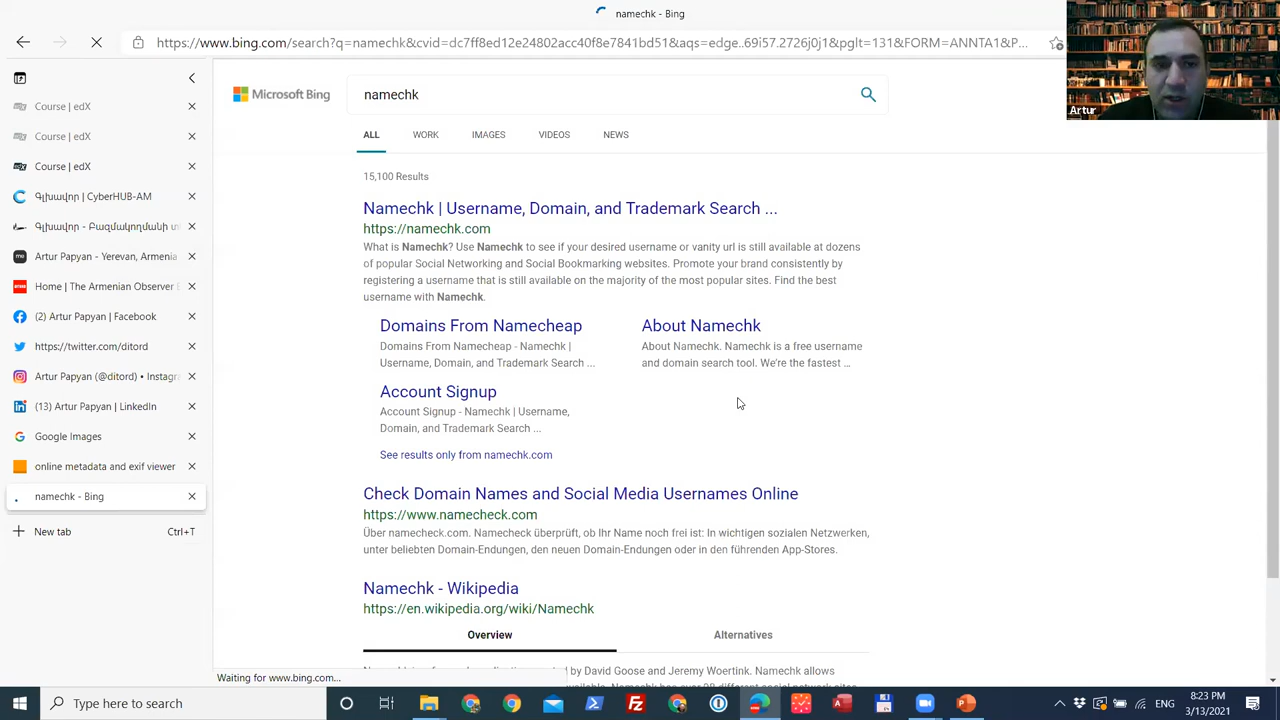 namechk - Bing
https://www.bing.com/search?q=namechk&cvid=dc7ff8ed12e24802acc40f8e7841bd51&aqs=edge..69i57.2726j0j1&pglt=131&FORM=ANNTA1&P...
Artur
Course | edX
Course | edX
Course | edX
Գլխավոր | CyberHUB-AM
Գլխավոր - Բազմակողմանի տ
Artur Papyan - Yerevan, Armenia
Home | The Armenian Observer
(2) Artur Papyan | Facebook
https://twitter.com/ditord
Artur Papyan (@ditord) • Instagra
(13) Artur Papyan | LinkedIn
Google Images
online metadata and exif viewer
namechk - Bing
New tab Ctrl+T
Microsoft Bing
namechk
ALL WORK IMAGES VIDEOS NEWS
15,100 Results
Namechk | Username, Domain, and Trademark Search ...
https://namechk.com
What is Namechk? Use Namechk to see if your desired username or vanity url is still available at dozens
of popular Social Networking and Social Bookmarking websites. Promote your brand consistently by
registering a username that is still available on the majority of the most popular sites. Find the best
username with Namechk.
Domains From Namecheap
Domains From Namecheap - Namechk |
Username, Domain, and Trademark Search ...
About Namechk
About Namechk. Namechk is a free username
and domain search tool. We're the fastest ...
Account Signup
Account Signup - Namechk | Username,
Domain, and Trademark Search ...
See results only from namechk.com
Check Domain Names and Social Media Usernames Online
https://www.namecheck.com
Über namecheck.com. Namecheck überprüft, ob Ihr Name noch frei ist: In wichtigen sozialen Netzwerken,
unter beliebten Domain-Endungen, den neuen Domain-Endungen oder in den führenden App-Stores.
Namechk - Wikipedia
https://en.wikipedia.org/wiki/Namechk
Overview Alternatives
by David Goose and Jeremy Woertink. Namechk allows
Waiting for www.bing.com...
Type here to search
ENG
8:23 PM
3/13/2021